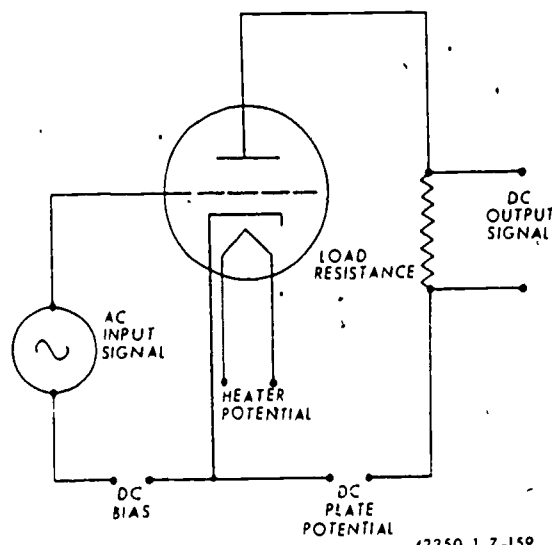 DC
OUTPUT
SIGNAL
LOAD
RESISTANCE
AC
INPUT
SIGNAL
HEATER
POTENTIAL
DC
BIAS
DC
PLATE
POTENTIAL